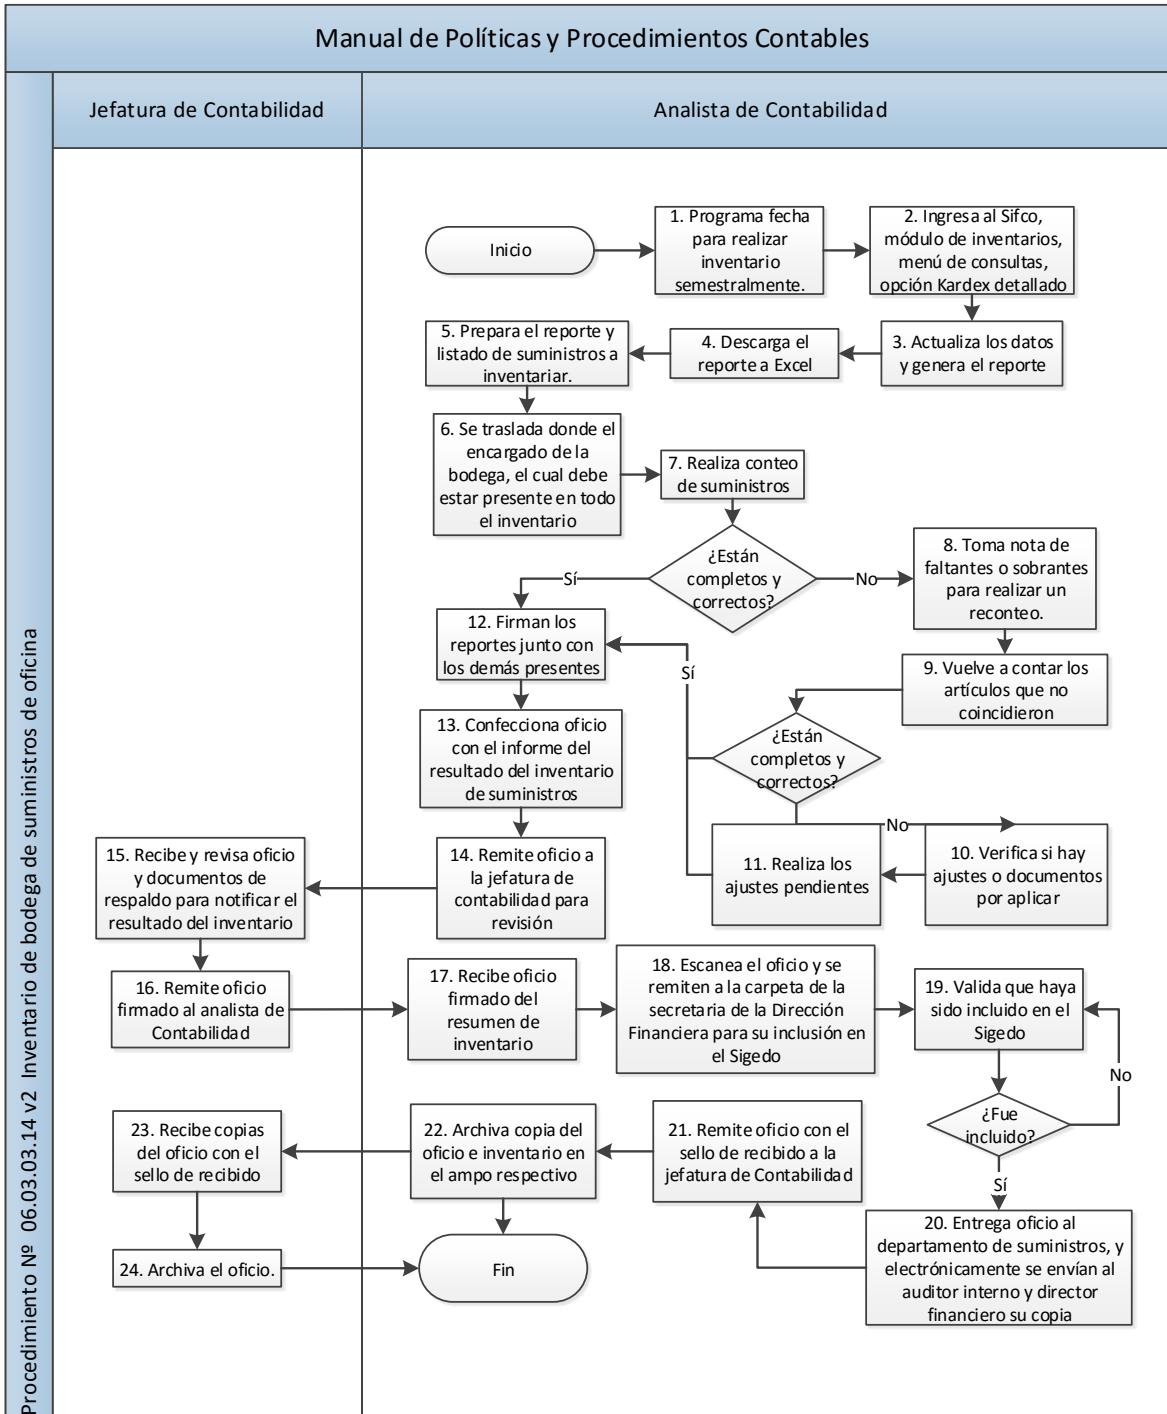 Manual de Políticas y Procedimientos Contables
Procedimiento Nº 06.03.03.14 v2 Inventario de bodega de suministros de oficina
Jefatura de Contabilidad
Analista de Contabilidad
Inicio
1. Programa fecha
para realizar
inventario
semestralmente.
2. Ingresa al Sifco,
módulo de inventarios,
menú de consultas,
opción Kardex detallado
3. Actualiza los datos
y genera el reporte
4. Descarga el
reporte a Excel
5. Prepara el reporte y
listado de suministros a
inventariar.
6. Se traslada donde el
encargado de la
bodega, el cual debe
estar presente en todo
el inventario
7. Realiza conteo
de suministros
¿Están
completos y
correctos?
Sí
No
8. Toma nota de
faltantes o sobrantes
para realizar un
reconteo.
9. Vuelve a contar los
artículos que no
coincidieron
¿Están
completos y
correctos?
Sí
No
10. Verifica si hay
ajustes o documentos
por aplicar
11. Realiza los
ajustes pendientes
12. Firman los
reportes junto con
los demás presentes
13. Confecciona oficio
con el informe del
resultado del inventario
de suministros
14. Remite oficio a
la jefatura de
contabilidad para
revisión
15. Recibe y revisa oficio
y documentos de
respaldo para notificar el
resultado del inventario
16. Remite oficio
firmado al analista de
Contabilidad
17. Recibe oficio
firmado del
resumen de
inventario
18. Escanea el oficio y se
remiten a la carpeta de la
secretaria de la Dirección
Financiera para su inclusión en
el Sigedo
19. Valida que haya
sido incluido en el
Sigedo
No
¿Fue
incluido?
Sí
20. Entrega oficio al
departamento de suministros, y
electrónicamente se envían al
auditor interno y director
financiero su copia
21. Remite oficio con el
sello de recibido a la
jefatura de Contabilidad
22. Archiva copia del
oficio e inventario en
el ampo respectivo
23. Recibe copias
del oficio con el
sello de recibido
24. Archiva el oficio.
Fin